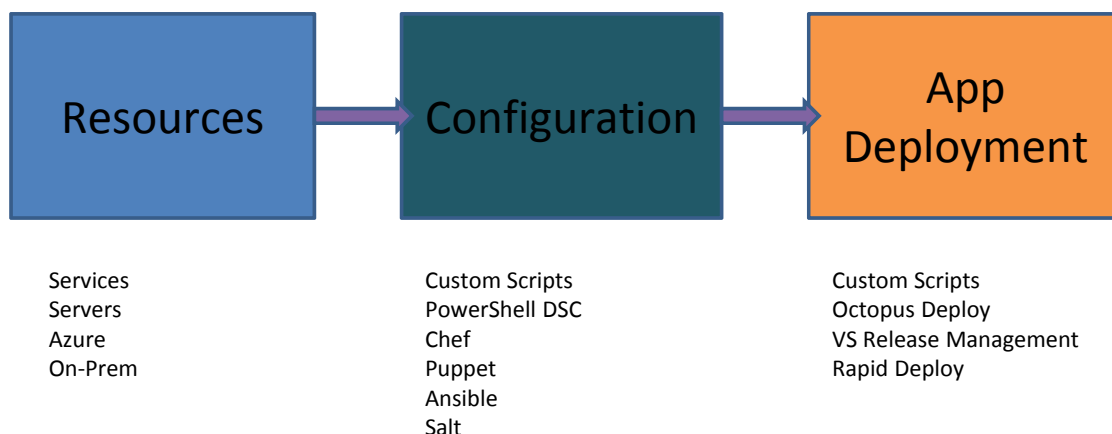 Resources
Configuration
App
Deployment
Services
Servers
Azure
On-Prem
Custom Scripts
PowerShell DSC
Chef
Puppet
Ansible
Salt
Custom Scripts
Octopus Deploy
VS Release Management
Rapid Deploy